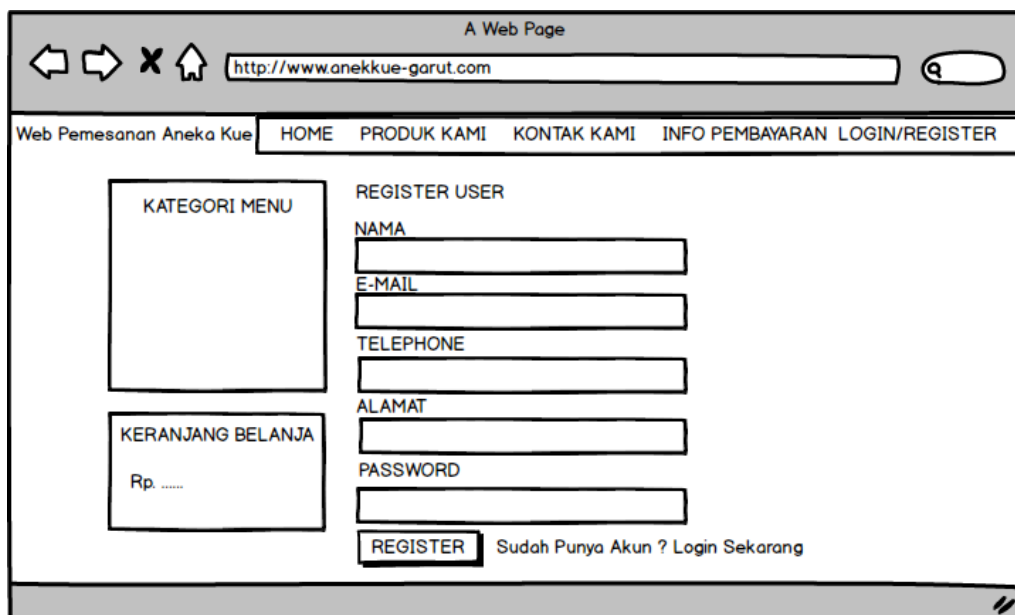 A Web Page
http://www.anekkue-garut.com
Web Pemesanan Aneka Kue HOME PRODUK KAMI KONTAK KAMI INFO PEMBAYARAN LOGIN/REGISTER
KATEGORI MENU
KERANJANG BELANJA
Rp. ......
REGISTER USER
NAMA
E-MAIL
TELEPHONE
ALAMAT
PASSWORD
REGISTER Sudah Punya Akun ? Login Sekarang